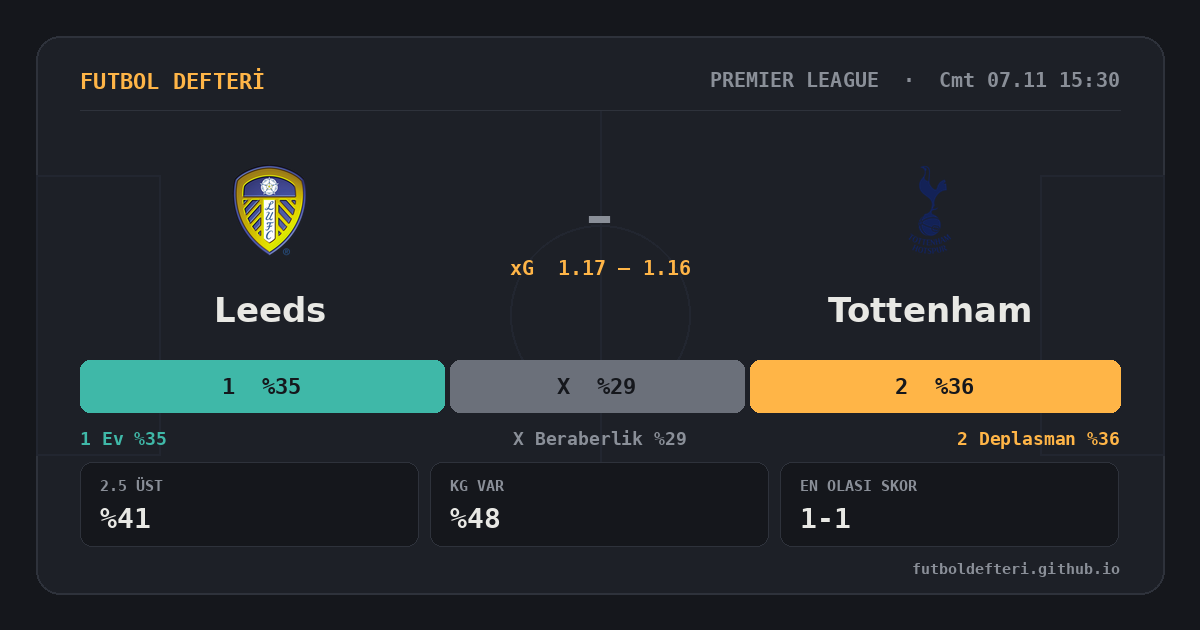 FUTBOL DEFTERİ
PREMIER LEAGUE · Cmt 07.11 15:30
LUFC
–
xG 1.17 – 1.16
Leeds
Tottenham
1 %35
X %29
2 %36
1 Ev %35
X Beraberlik %29
2 Deplasman %36
2.5 ÜST
KG VAR
EN OLASI SKOR
%41
%48
1-1
futboldefteri.github.io